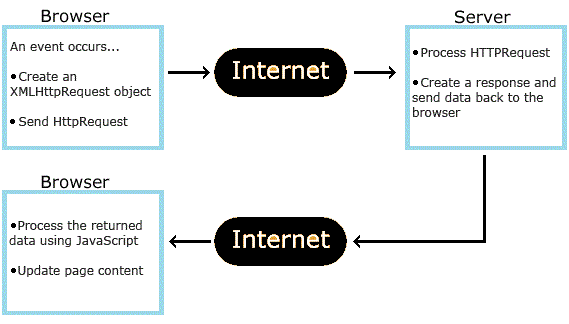 Browser
An event occurs...
•Create an
XMLHttpRequest object
• Send HttpRequest
Internet
Server
•Process HTTPRequest
•Create a response and
send data back to the
browser
Browser
•Process the returned
data using JavaScript
•Update page content
Internet